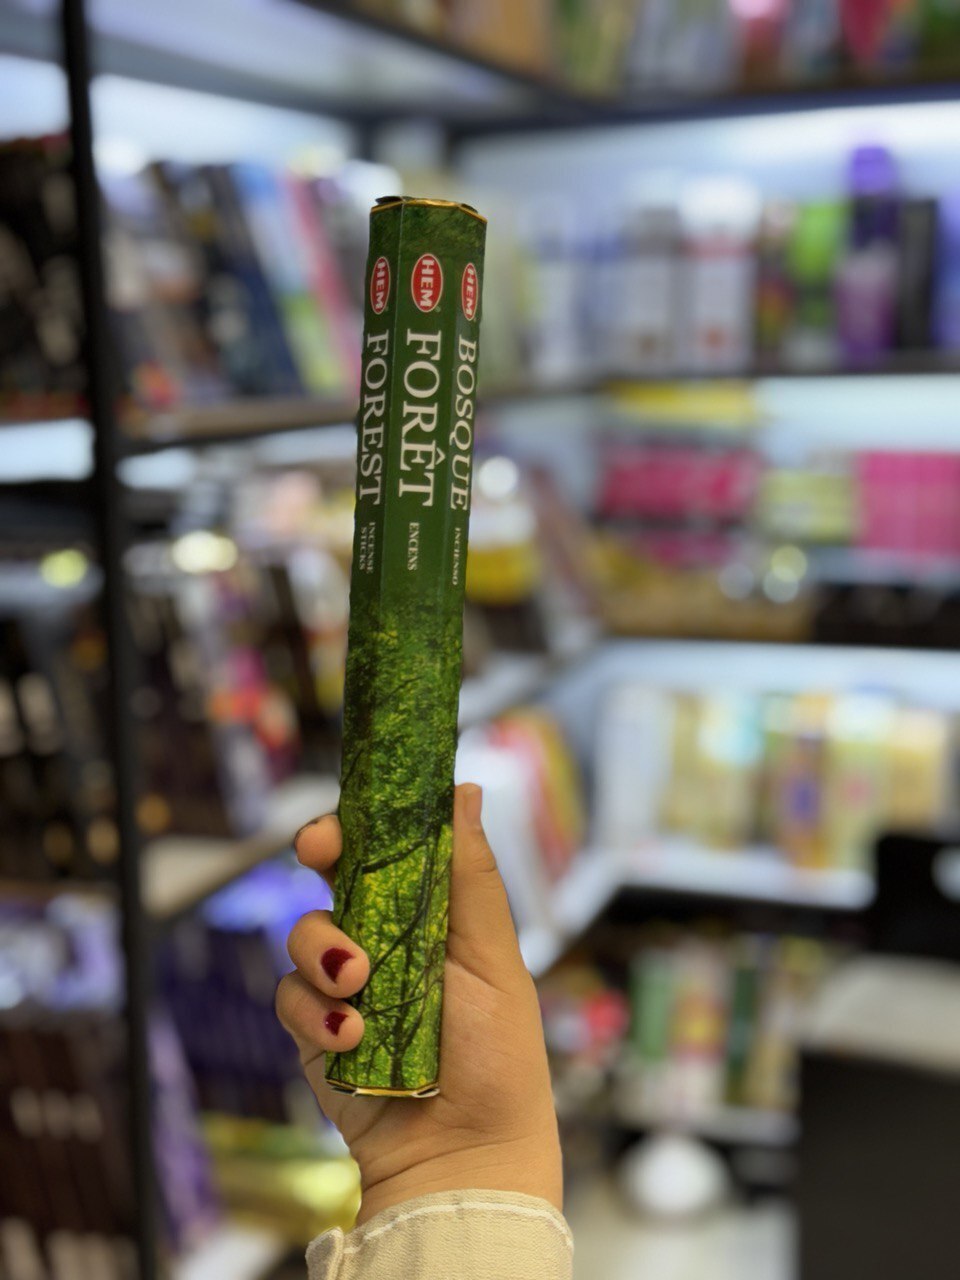 HEM
FOREST
INCENSE
STICKS
HEM
FORÊT
ENCENS
HEM
BOSQUE
INCIENSO